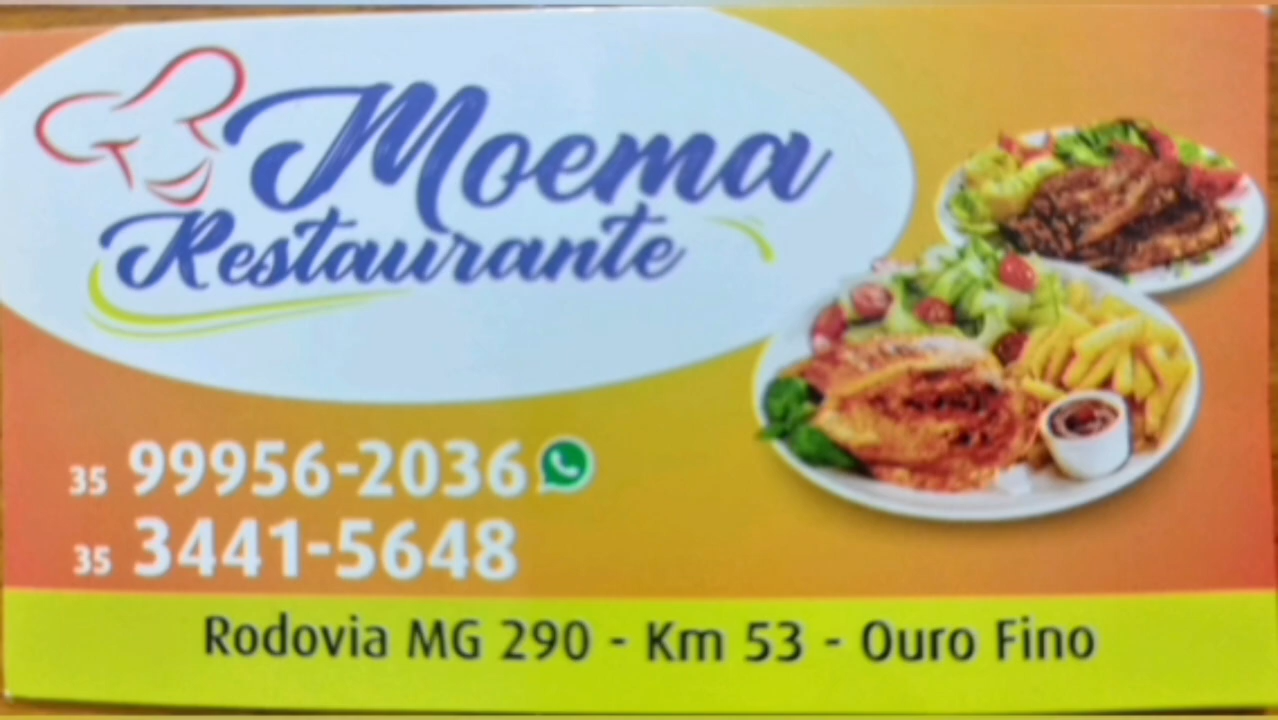 Moema
Restaurante
35 99956-2036
35 3441-5648
Rodovia MG 290 - Km 53 - Ouro Fino